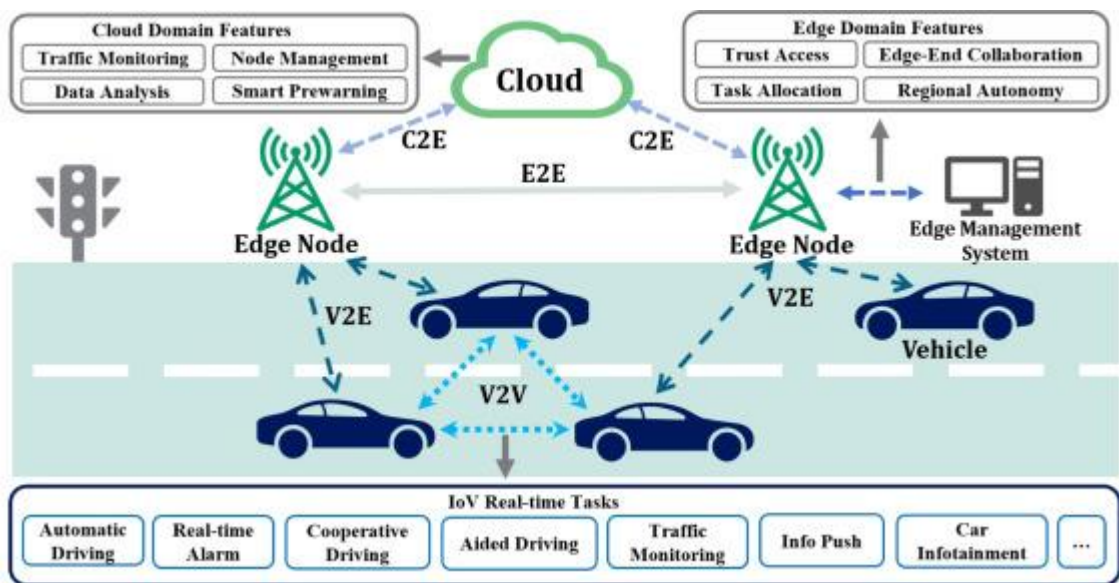 Cloud Domain Features
Traffic Monitoring
Node Management
Data Analysis
Smart Prewarning
Cloud
Edge Domain Features
Trust Access
Edge-End Collaboration
Task Allocation
Regional Autonomy
C2E
C2E
E2E
Edge Node
Edge Node
Edge Management
System
V2E
V2E
Vehicle
V2V
IoV Real-time Tasks
Automatic
Driving
Real-time
Alarm
Cooperative
Driving
Aided Driving
Traffic
Monitoring
Info Push
Car
Infotainment
...